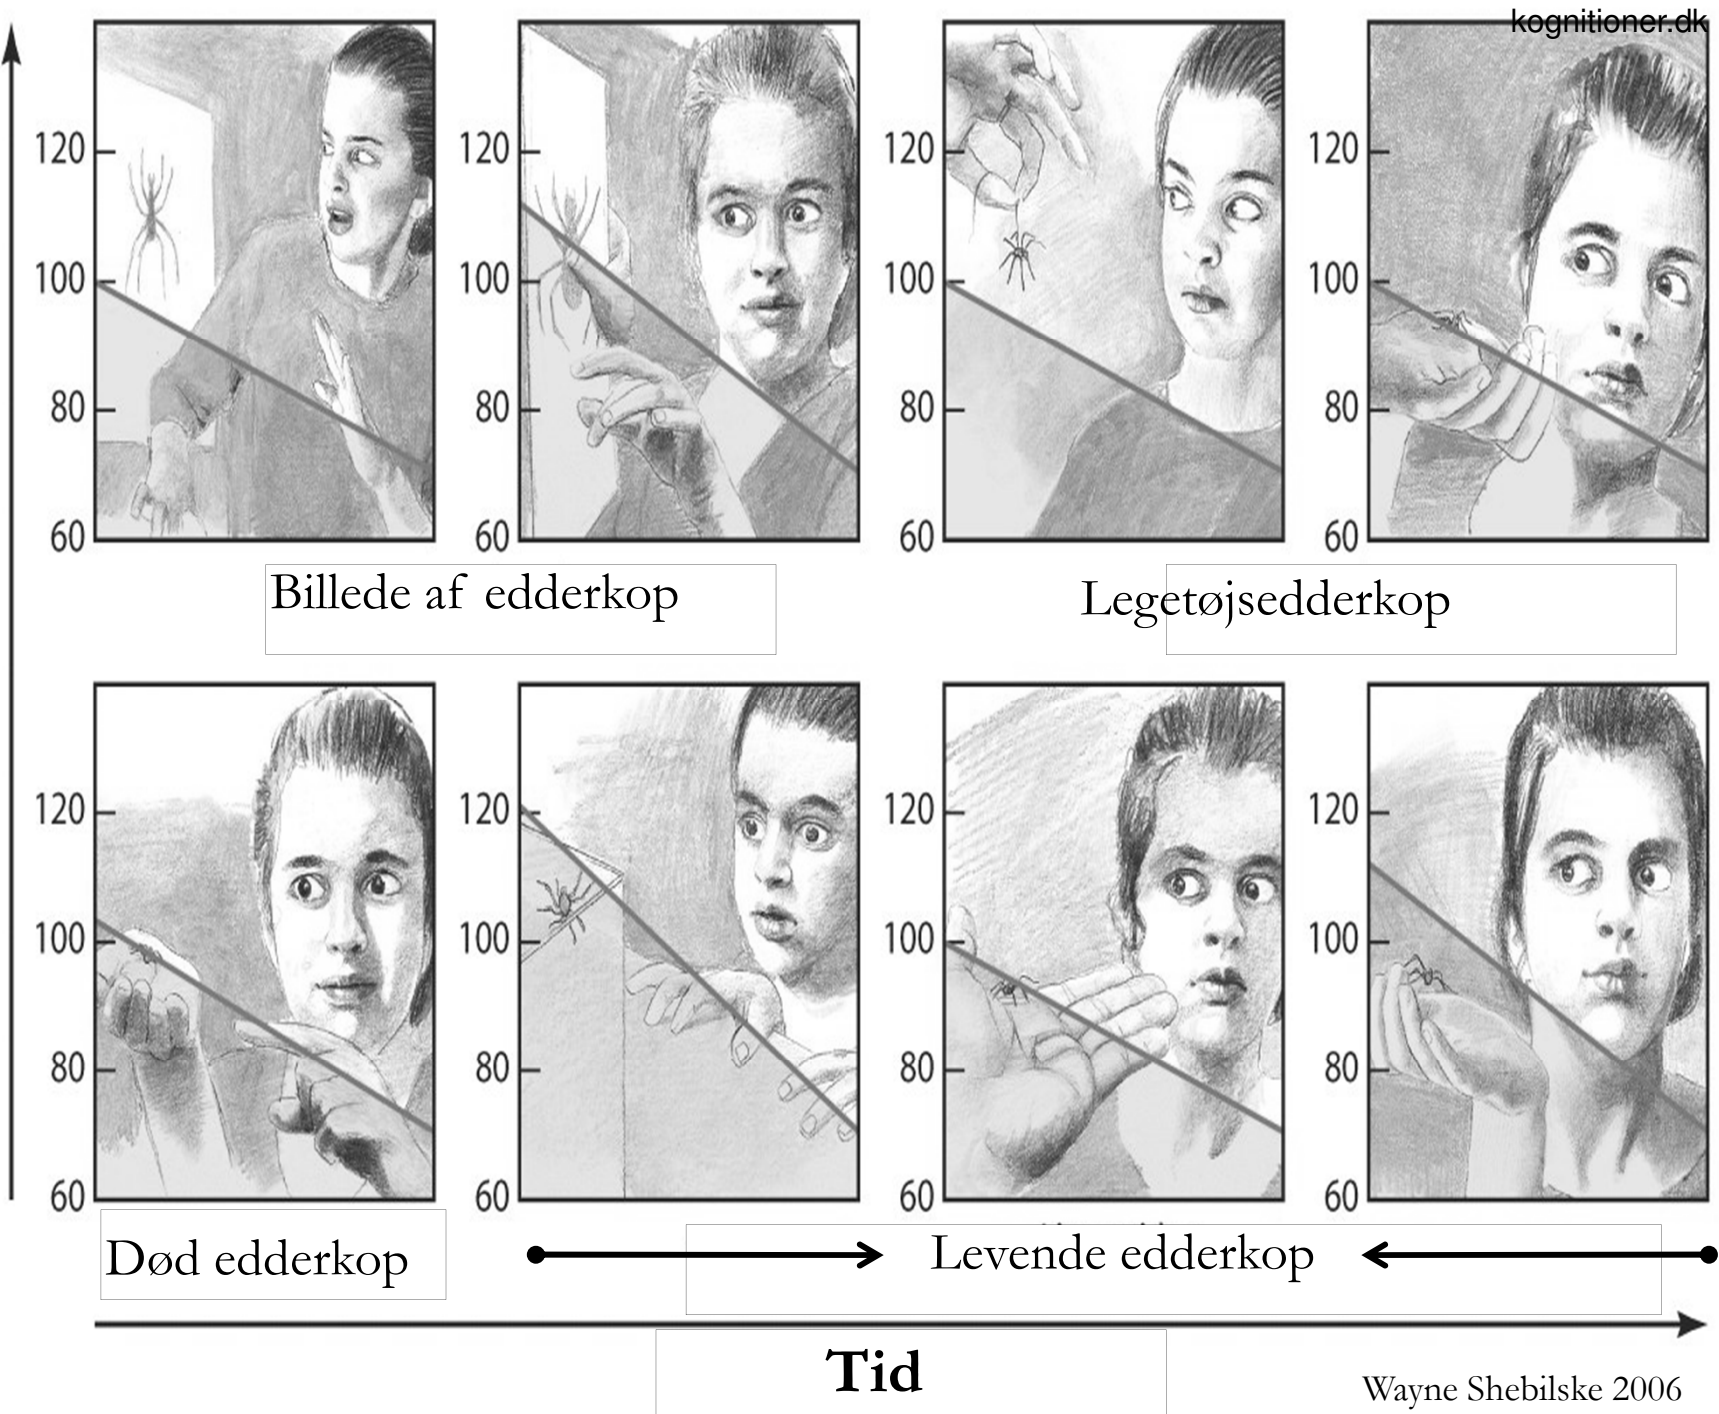 kognitioner.dk
120 120 120 120
100 100 100 100
80 80 80 80
60 60 60 60
Billede af edderkop Legetøjsedderkop
120 120 120 120
100 100 100 100
80 80 80 80
60 60 60 60
Død edderkop Levende edderkop
Tid
Wayne Shebilske 2006